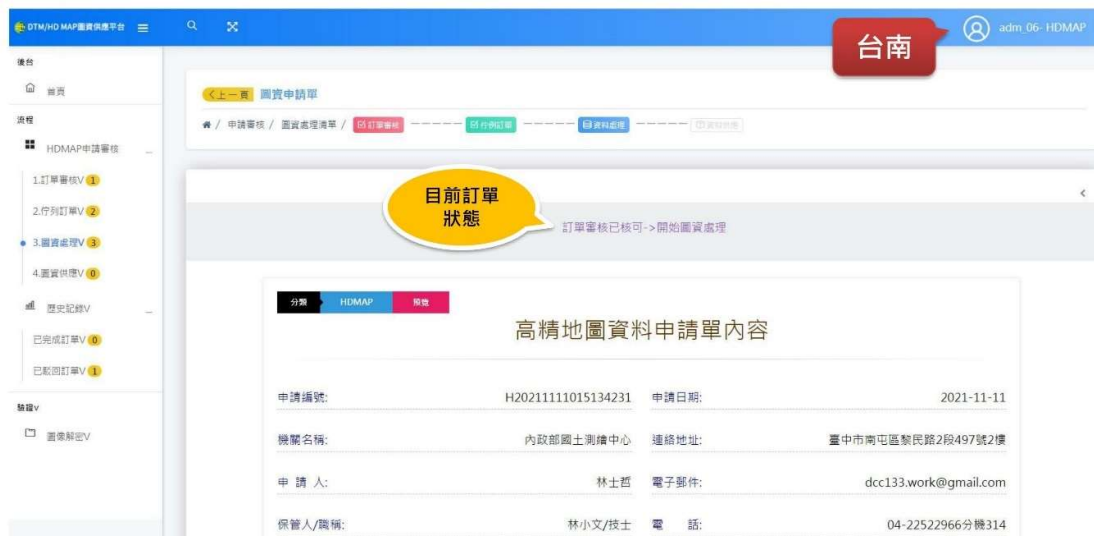 DTM/HD MAP圖資供應平台
adm_06- HDMAP
台南
後台
首頁
流程
HDMAP申請審核
1.訂單審核V 1
2.佇列訂單V 2
3.圖資處理V 3
4.圖資供應V 0
歷史記錄V
已完成訂單V 0
已駁回訂單V 1
驗證V
圖像解密V
上一頁 圖資申請單
/ 申請審核 / 圖資處理清單 / 訂單審核 ----- 佇列訂單 ----- 資料處理 -----
目前訂單
狀態
訂單審核已核可->開始圖資處理
分類 HDMAP 預覽
高精地圖資料申請單內容
申請編號: H20211111015134231 申請日期: 2021-11-11
機關名稱: 內政部國土測繪中心 連絡地址: 臺中市南屯區黎民路2段497號2樓
申 請 人: 林士哲 電子郵件: dcc133.work@gmail.com
保管人/職稱: 林小文/技士 電 話: 04-22522966分機314